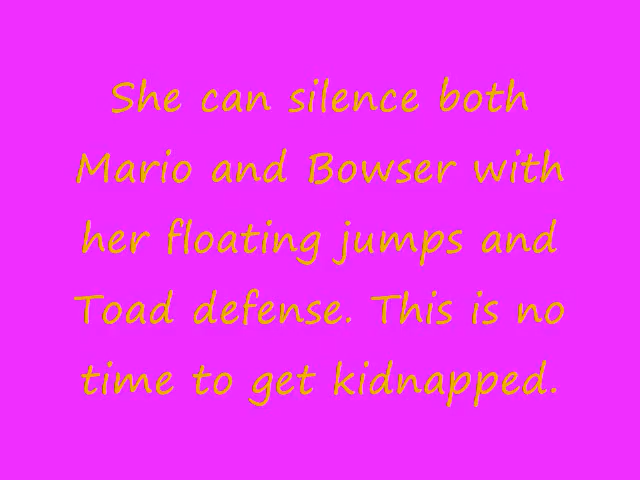 She can silence both
Mario and Bowser with
her floating jumps and
Toad defense. This is no
time to get kidnapped.